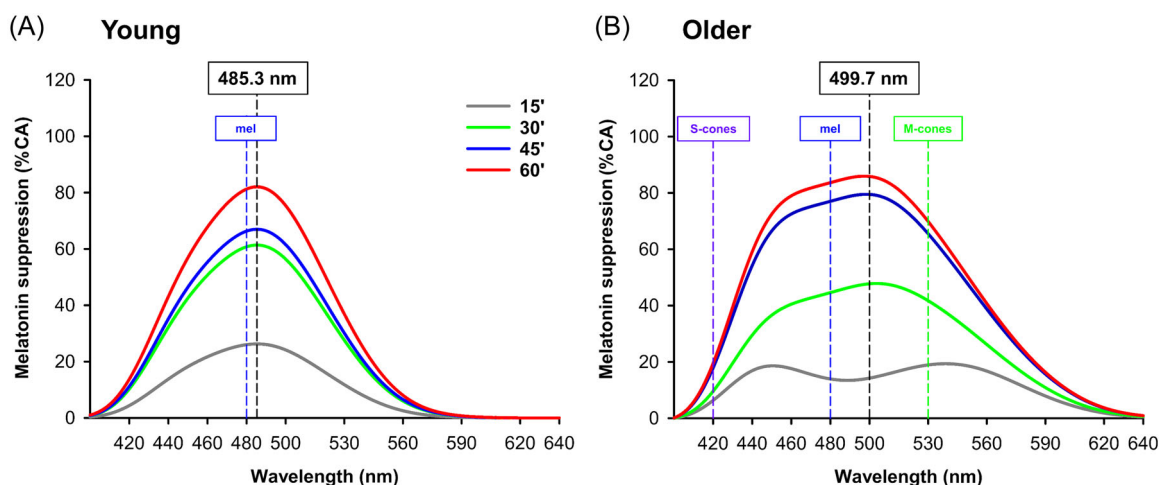 (A) Young
485.3 nm
mel
15'
30'
45'
60'
Melatonin suppression (%CA)
120
100
80
60
40
20
0
420 440 460 480 500 530 560 590 620 640
Wavelength (nm)
(B) Older
499.7 nm
S-cones
mel
M-cones
Melatonin suppression (%CA)
120
100
80
60
40
20
0
420 440 460 480 500 530 560 590 620 640
Wavelength (nm)